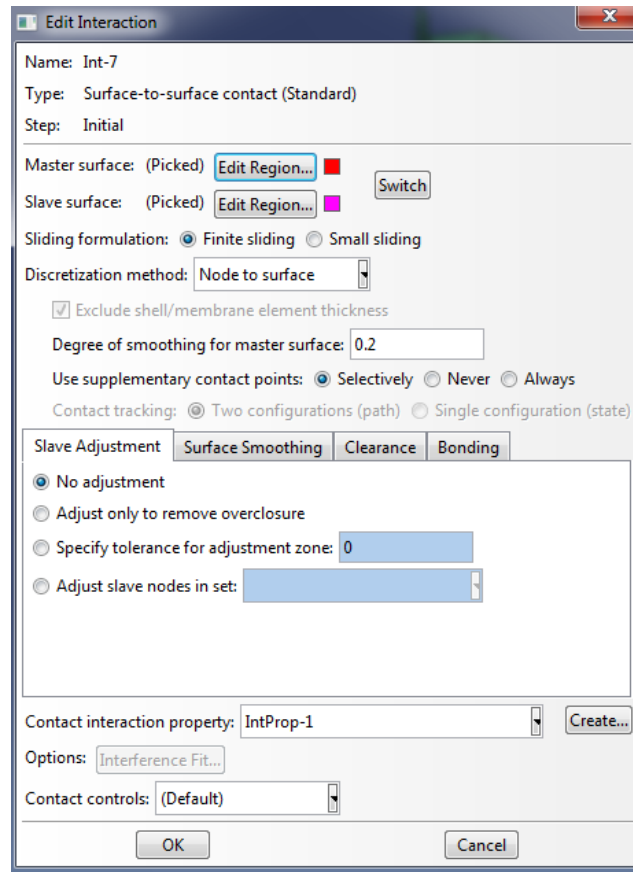 Edit Interaction
Name: Int-7
Type: Surface-to-surface contact (Standard)
Step: Initial
Master surface: (Picked) Edit Region...
Switch
Slave surface: (Picked) Edit Region...
Sliding formulation: Finite sliding Small sliding
Discretization method: Node to surface
Exclude shell/membrane element thickness
Degree of smoothing for master surface: 0.2
Use supplementary contact points: Selectively Never Always
Contact tracking: Two configurations (path) Single configuration (state)
Slave Adjustment Surface Smoothing Clearance Bonding
No adjustment
Adjust only to remove overclosure
Specify tolerance for adjustment zone: 0
Adjust slave nodes in set:
Contact interaction property: IntProp-1 Create...
Options: Interference Fit...
Contact controls: (Default)
OK Cancel